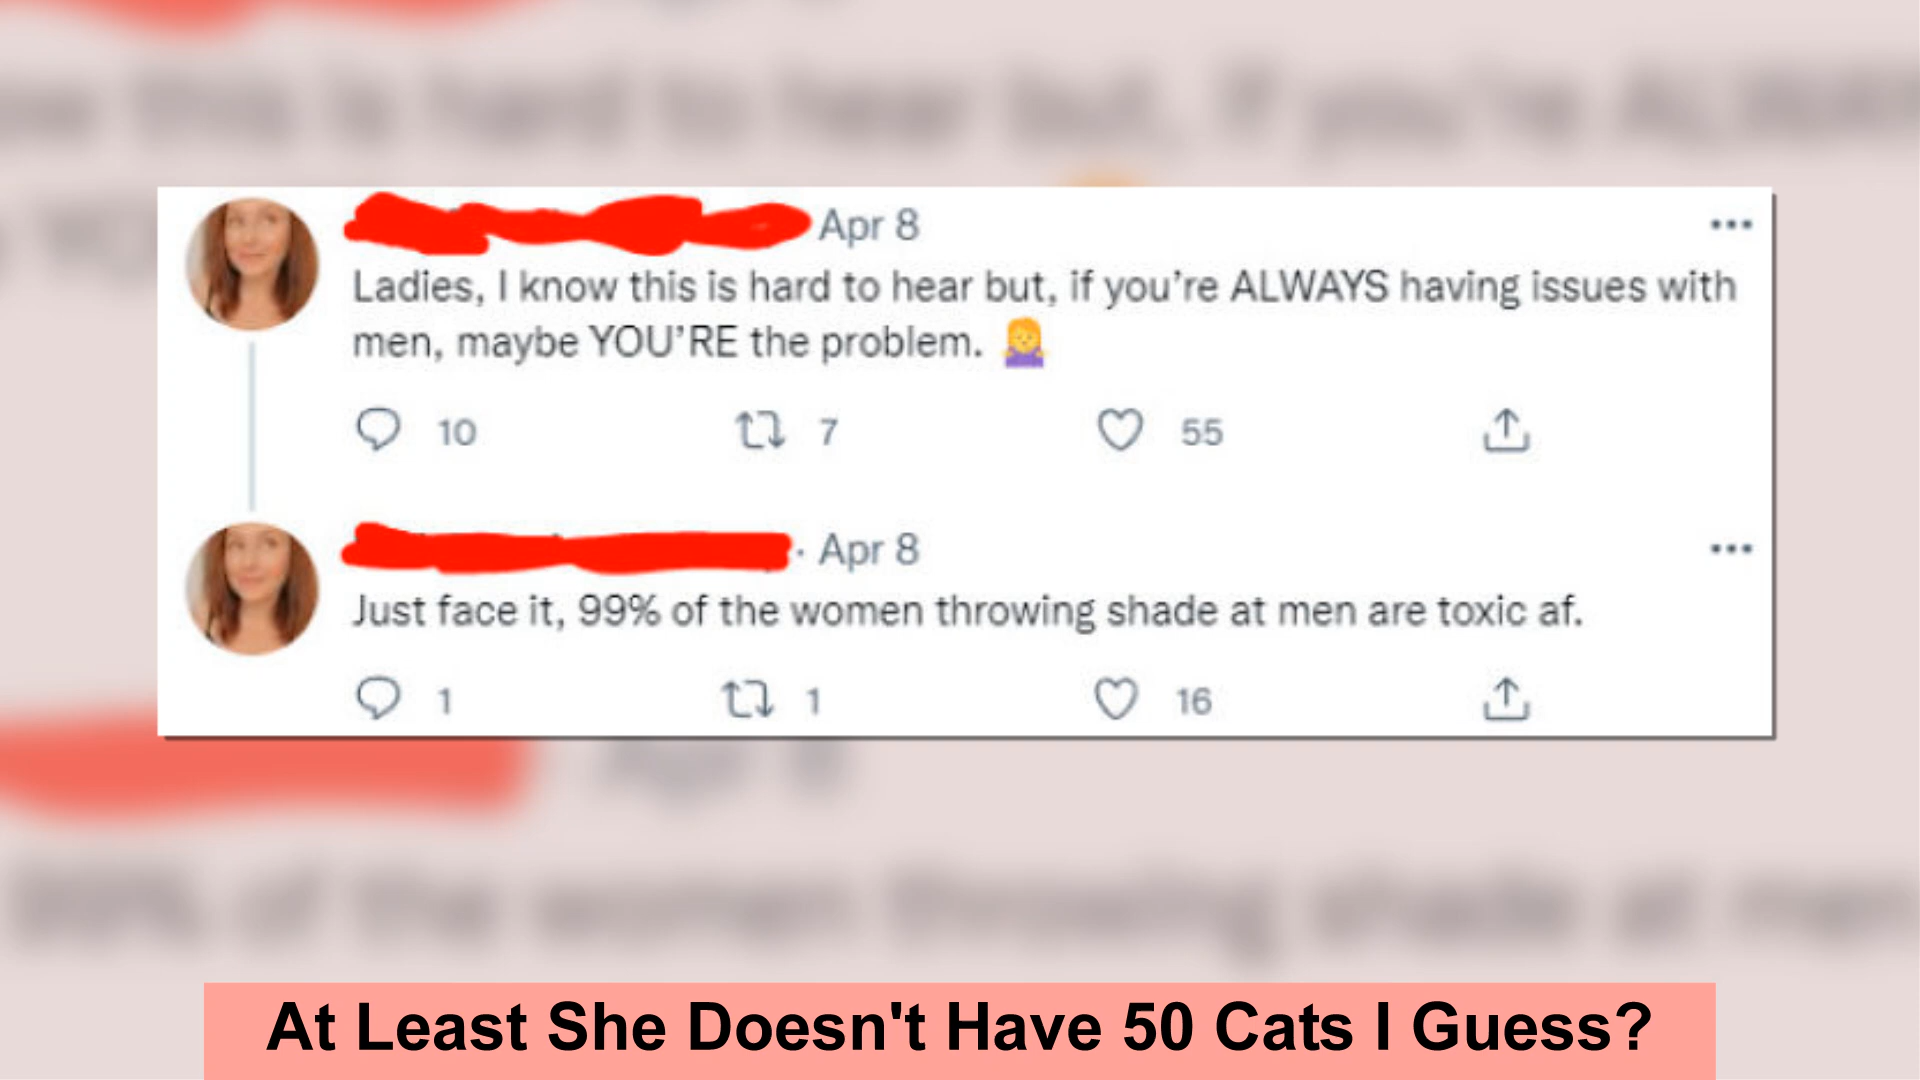 Apr 8
Ladies, I know this is hard to hear but, if you're ALWAYS having issues with
men, maybe YOU'RE the problem. 🤷‍♀️
10 7 55
· Apr 8
Just face it, 99% of the women throwing shade at men are toxic af.
1 1 16
At Least She Doesn't Have 50 Cats I Guess?